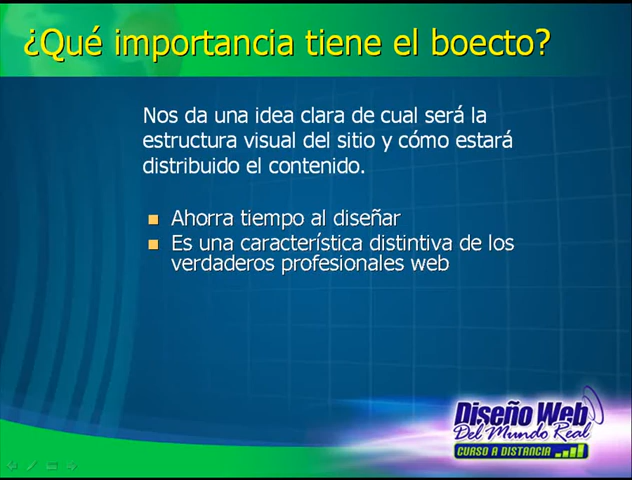 ¿Qué importancia tiene el boecto?
Nos da una idea clara de cual será la
estructura visual del sitio y cómo estará
distribuido el contenido.
Ahorra tiempo al diseñar
Es una característica distintiva de los
verdaderos profesionales web
Diseño Web
Del Mundo Real
CURSO A DISTANCIA